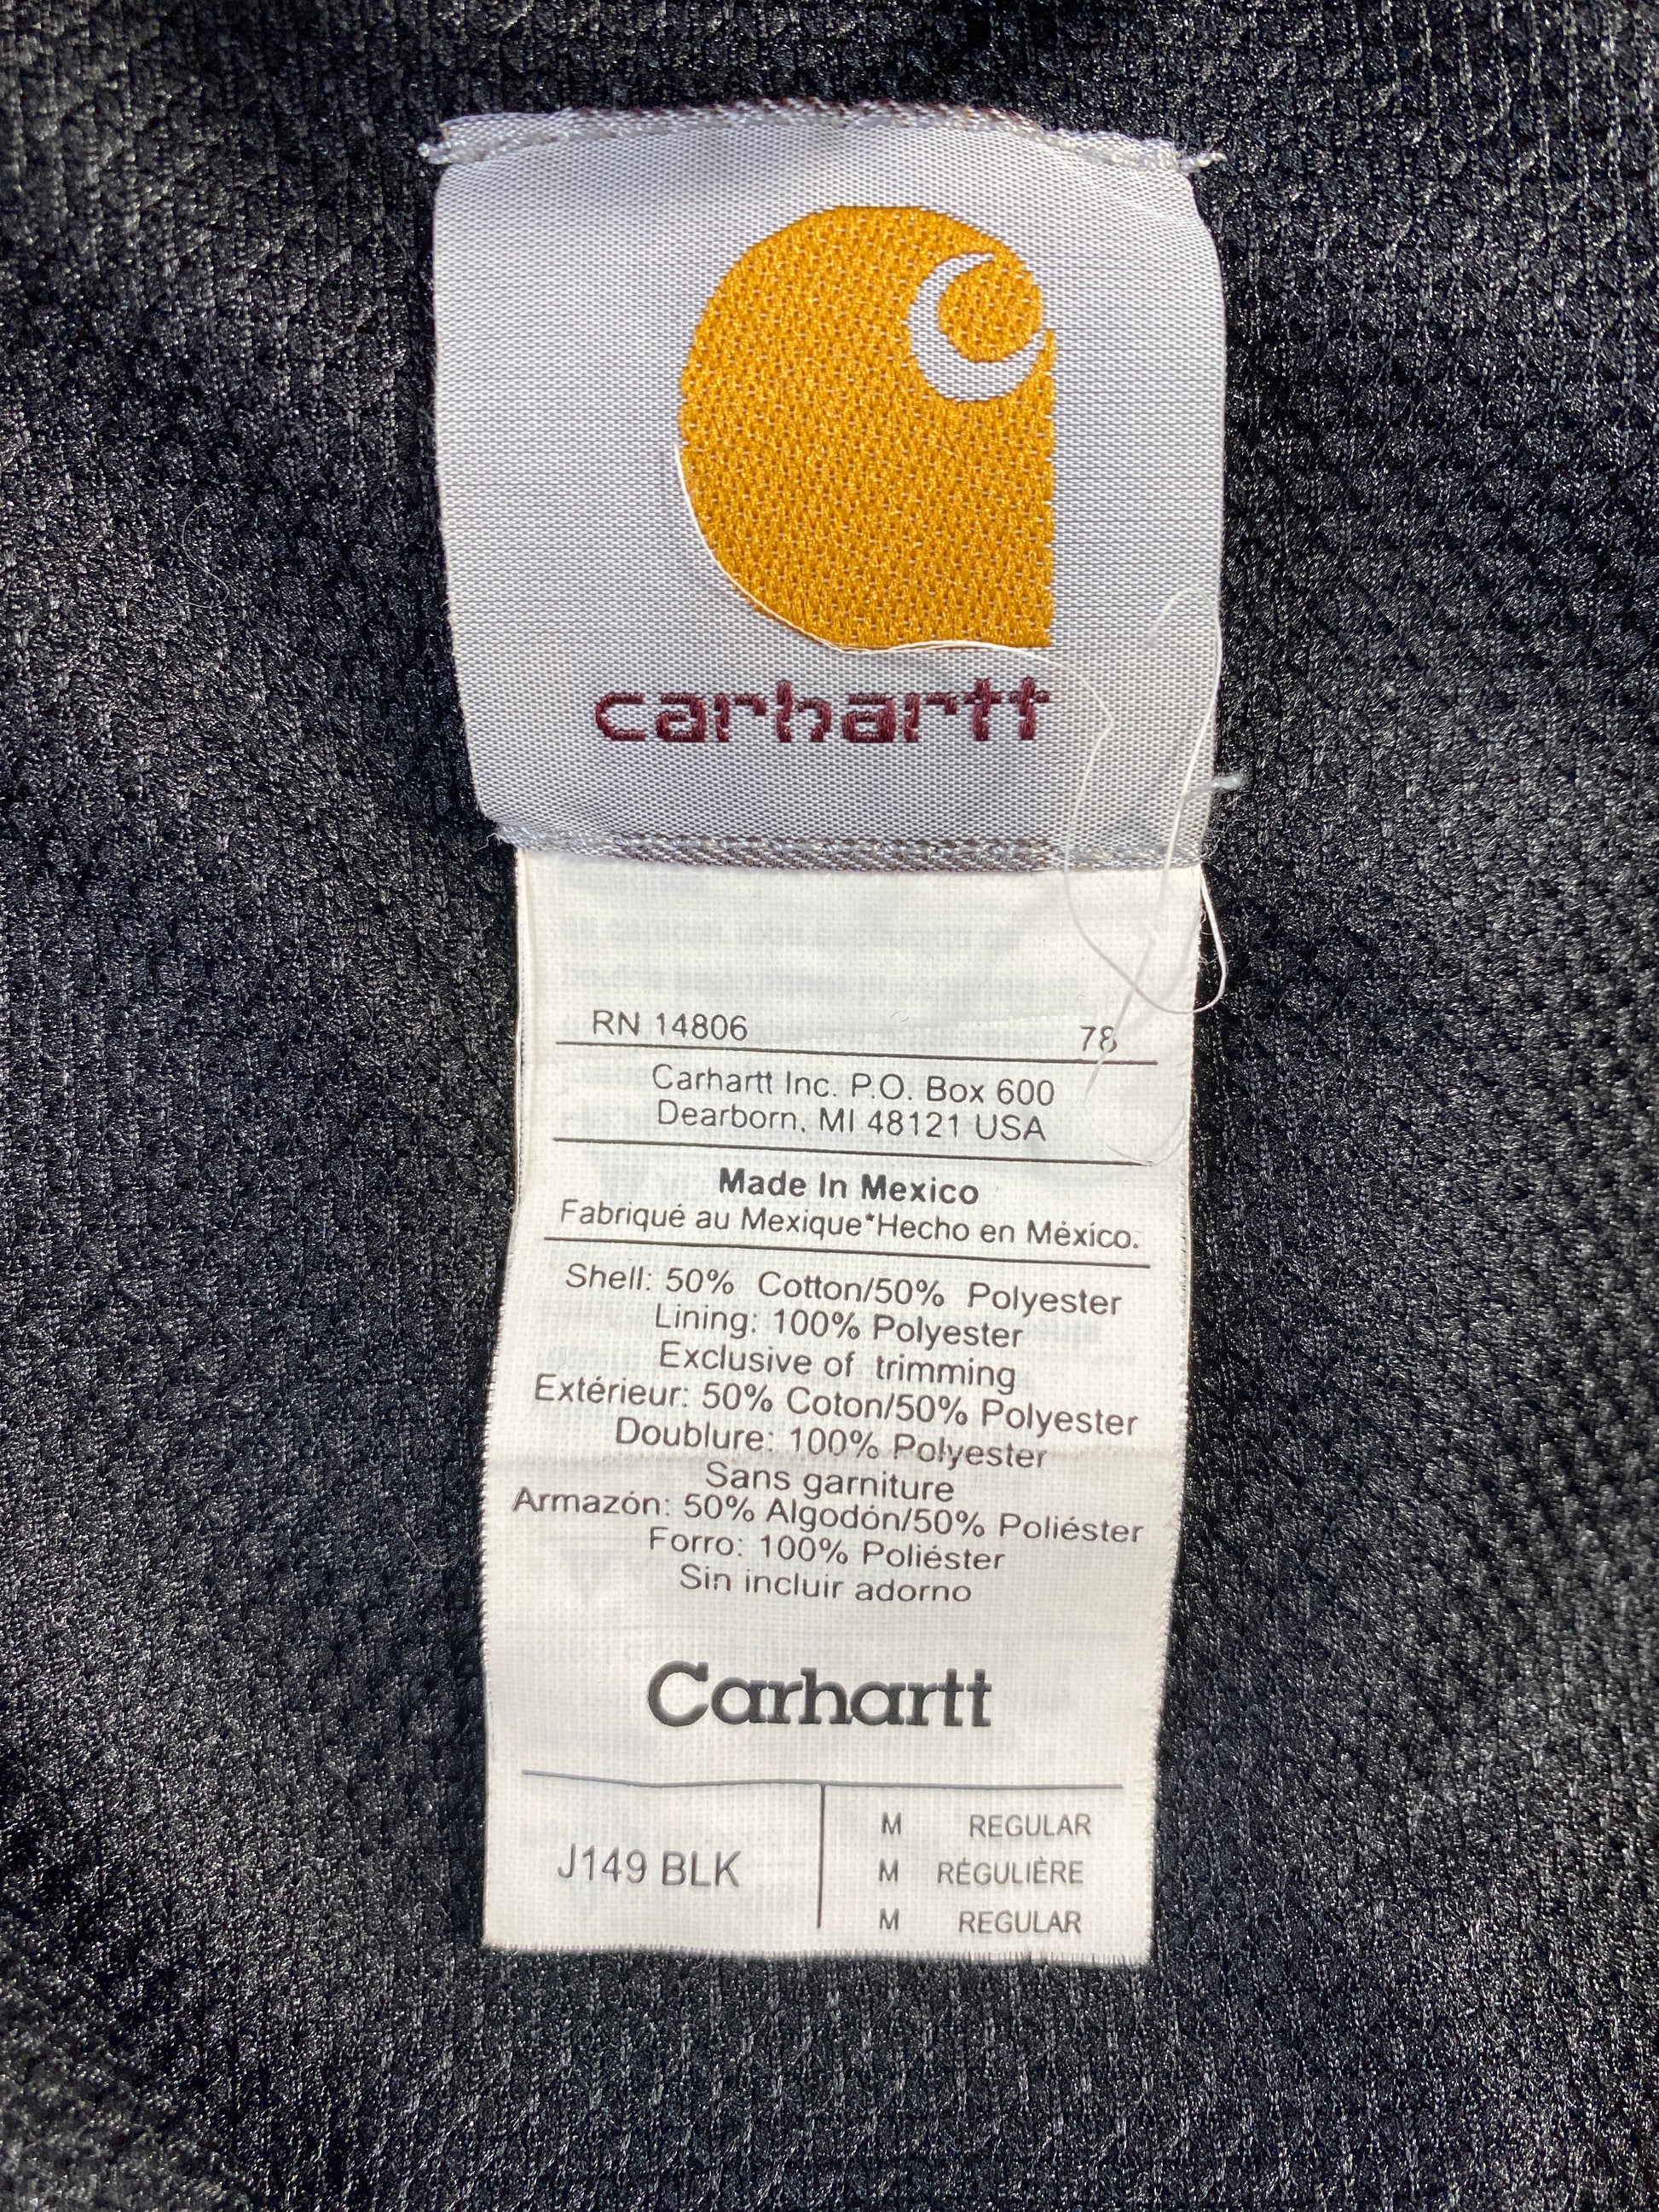 carhartt
RN 14806 78
Carhartt Inc. P.O. Box 600
Dearborn, MI 48121 USA
Made In Mexico
Fabriqué au Mexique*Hecho en México.
Shell: 50% Cotton/50% Polyester
Lining: 100% Polyester
Exclusive of trimming
Extérieur: 50% Coton/50% Polyester
Doublure: 100% Polyester
Sans garniture
Armazón: 50% Algodón/50% Poliéster
Forro: 100% Poliéster
Sin incluir adorno
Carhartt
J149 BLK
M REGULAR
M RÉGULIÈRE
M REGULAR